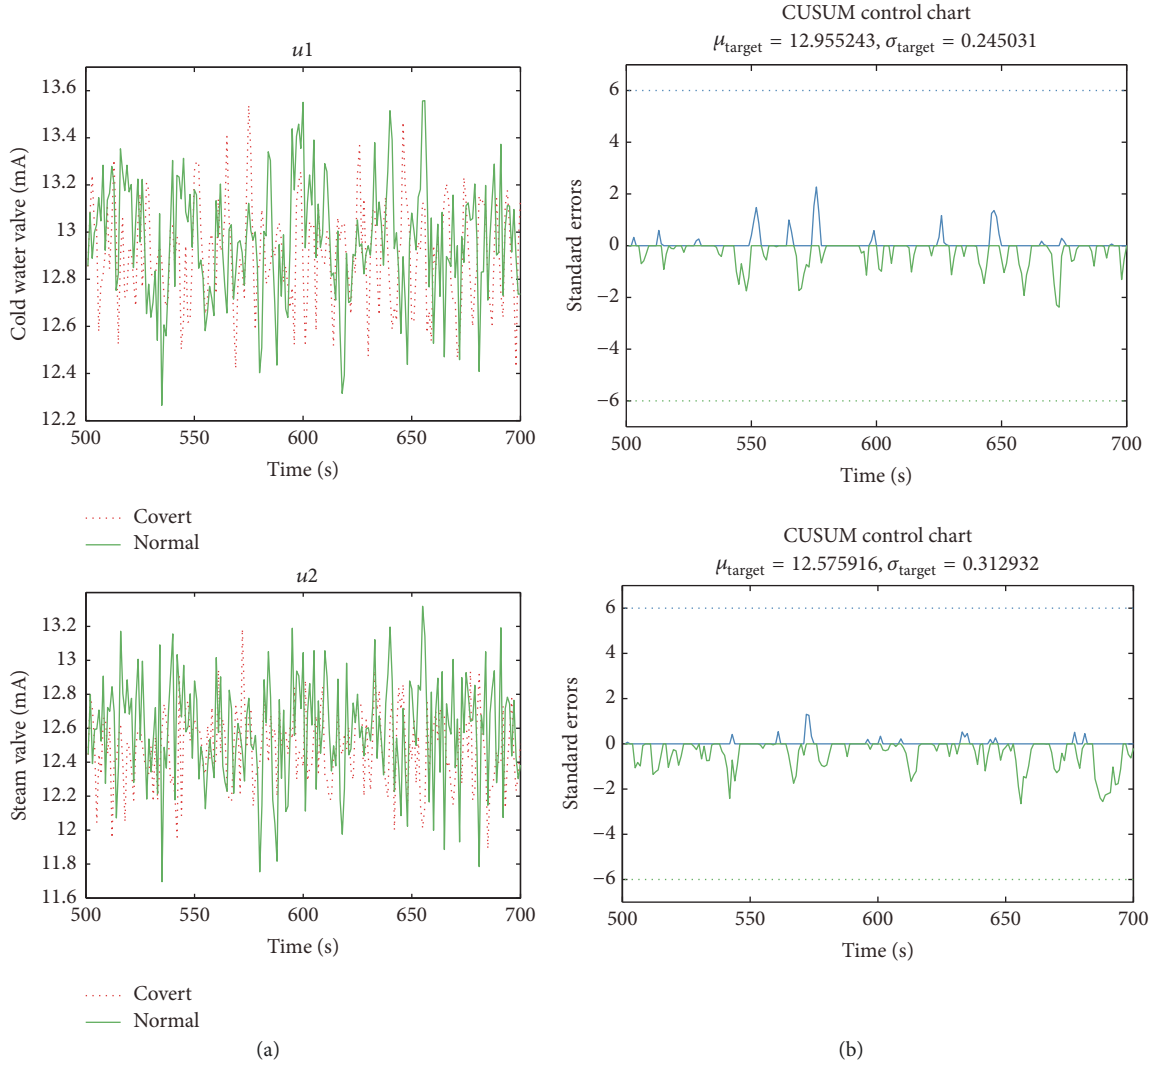 u1
Cold water valve (mA)
13.6
13.4
13.2
13
12.8
12.6
12.4
12.2
500
550
600
650
700
Time (s)
Covert
Normal
CUSUM control chart
μtarget = 12.955243, σtarget = 0.245031
Standard errors
6
4
2
0
−2
−4
−6
500
550
600
650
700
Time (s)
u2
Steam valve (mA)
13.2
13
12.8
12.6
12.4
12.2
12
11.8
11.6
500
550
600
650
700
Time (s)
Covert
Normal
(a)
CUSUM control chart
μtarget = 12.575916, σtarget = 0.312932
Standard errors
6
4
2
0
−2
−4
−6
500
550
600
650
700
Time (s)
(b)